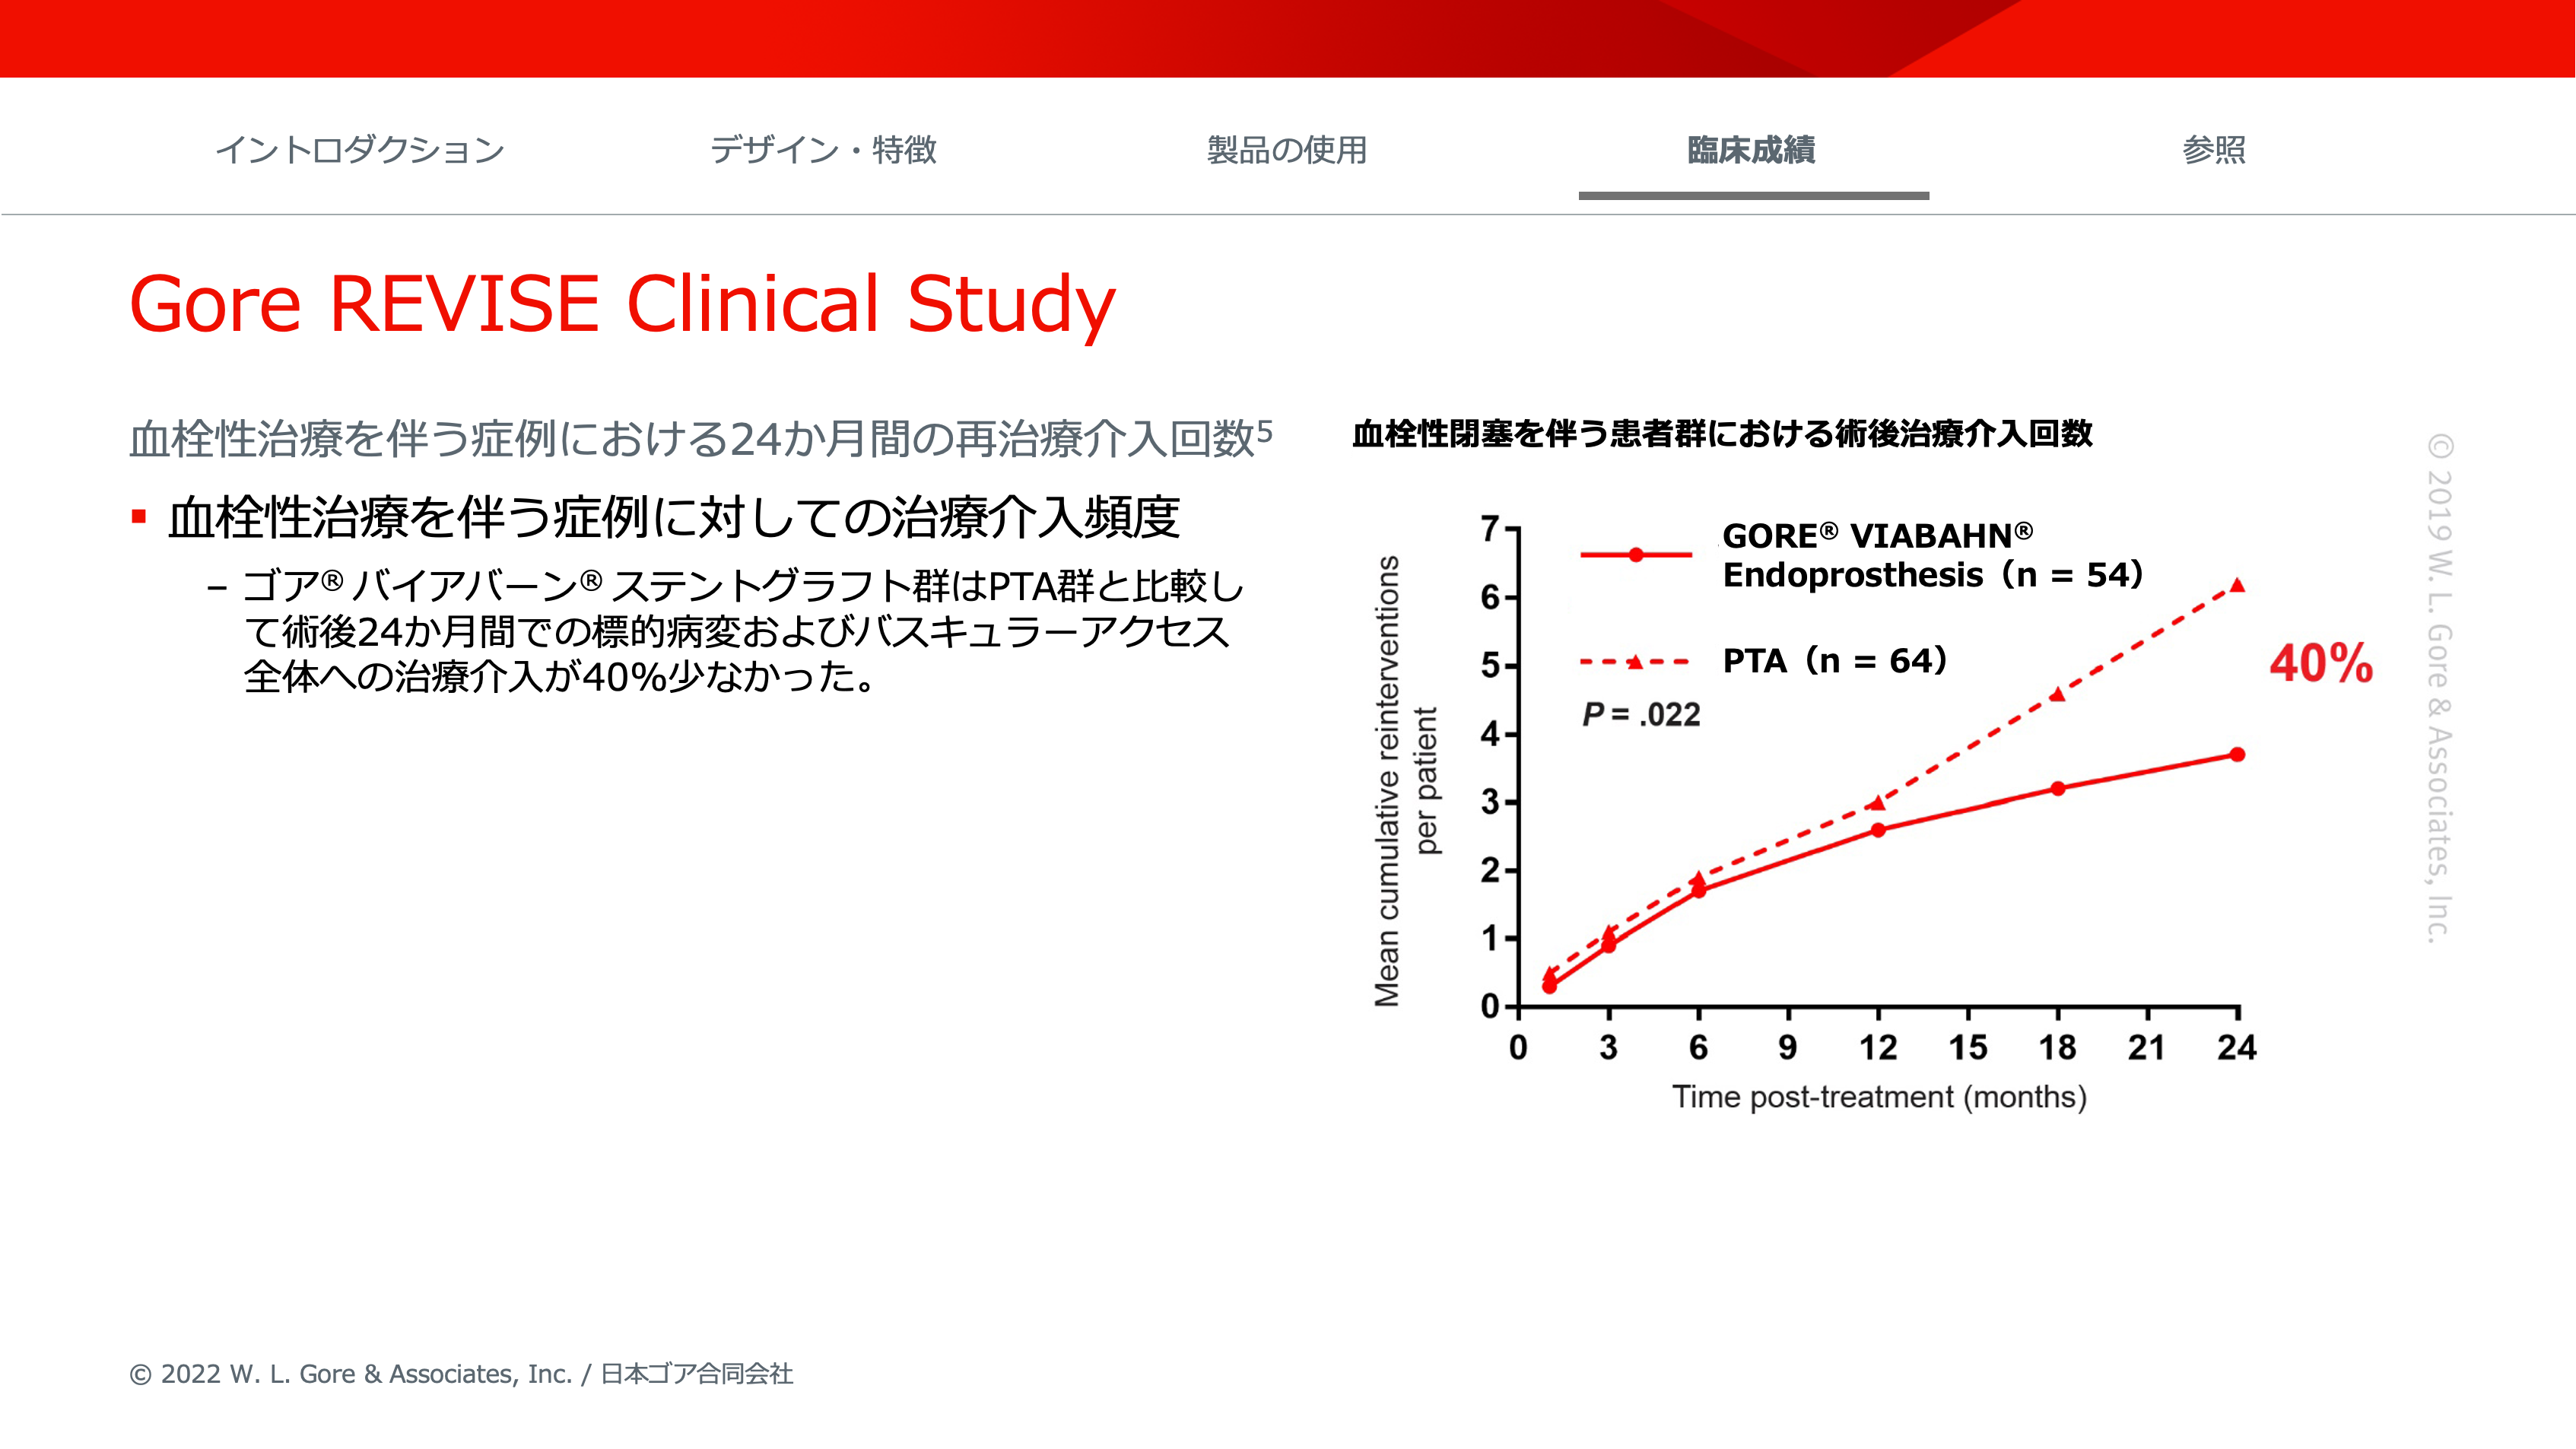 イントロダクション
デザイン・特徴
製品の使用
臨床成績
参照
Gore REVISE Clinical Study
血栓性治療を伴う症例における24か月間の再治療介入回数5
▪ 血栓性治療を伴う症例に対しての治療介入頻度
– ゴア® バイアバーン® ステントグラフト群はPTA群と比較し
て術後24か月間での標的病変およびバスキュラーアクセス
全体への治療介入が40%少なかった。
血栓性閉塞を伴う患者群における術後治療介入回数
Mean cumulative reinterventions
per patient
7
6
5
4
3
2
1
0
GORE® VIABAHN®
Endoprosthesis（n = 54）
PTA（n = 64）
P = .022
40%
0 3 6 9 12 15 18 21 24
Time post-treatment (months)
© 2019 W. L. Gore & Associates, Inc.
© 2022 W. L. Gore & Associates, Inc. / 日本ゴア合同会社